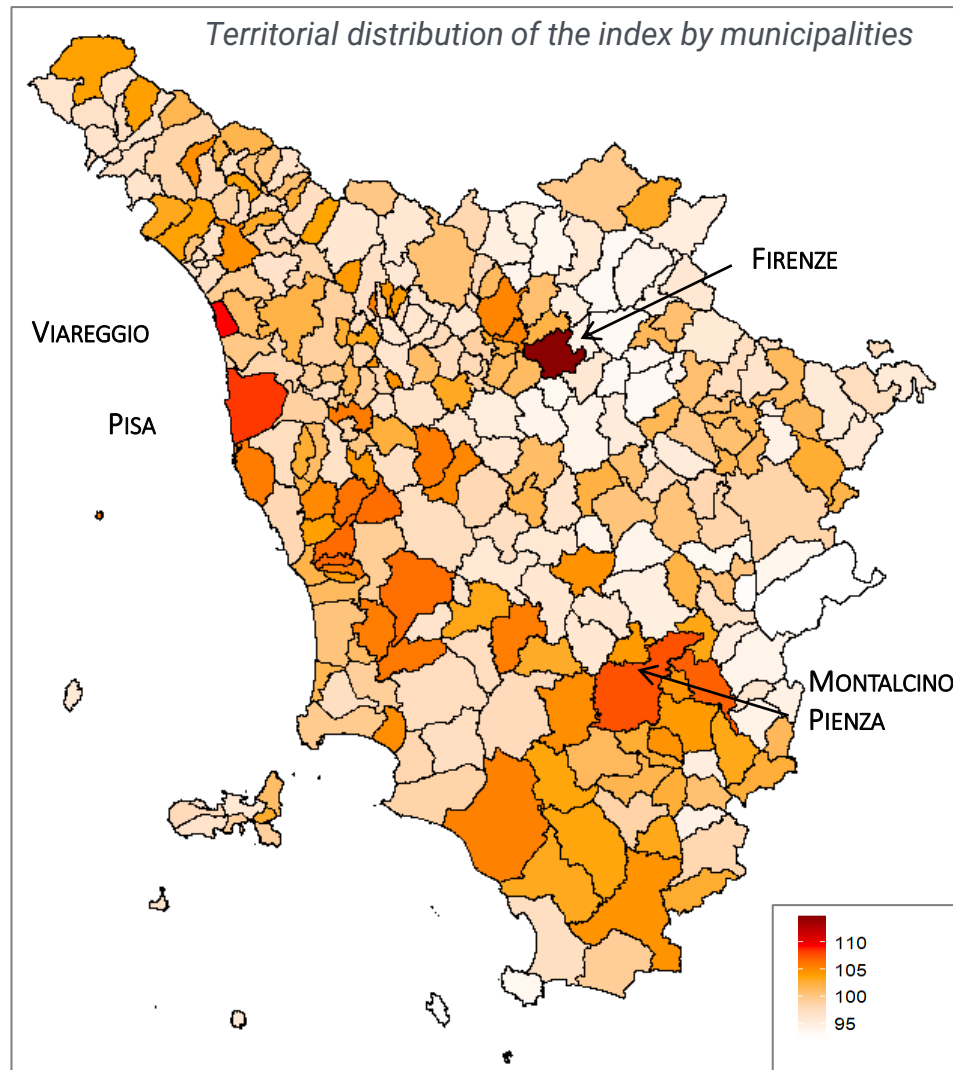 Territorial distribution of the index by municipalities
FIRENZE
VIAREGGIO
PISA
MONTALCINO
PIENZA
110
105
100
95